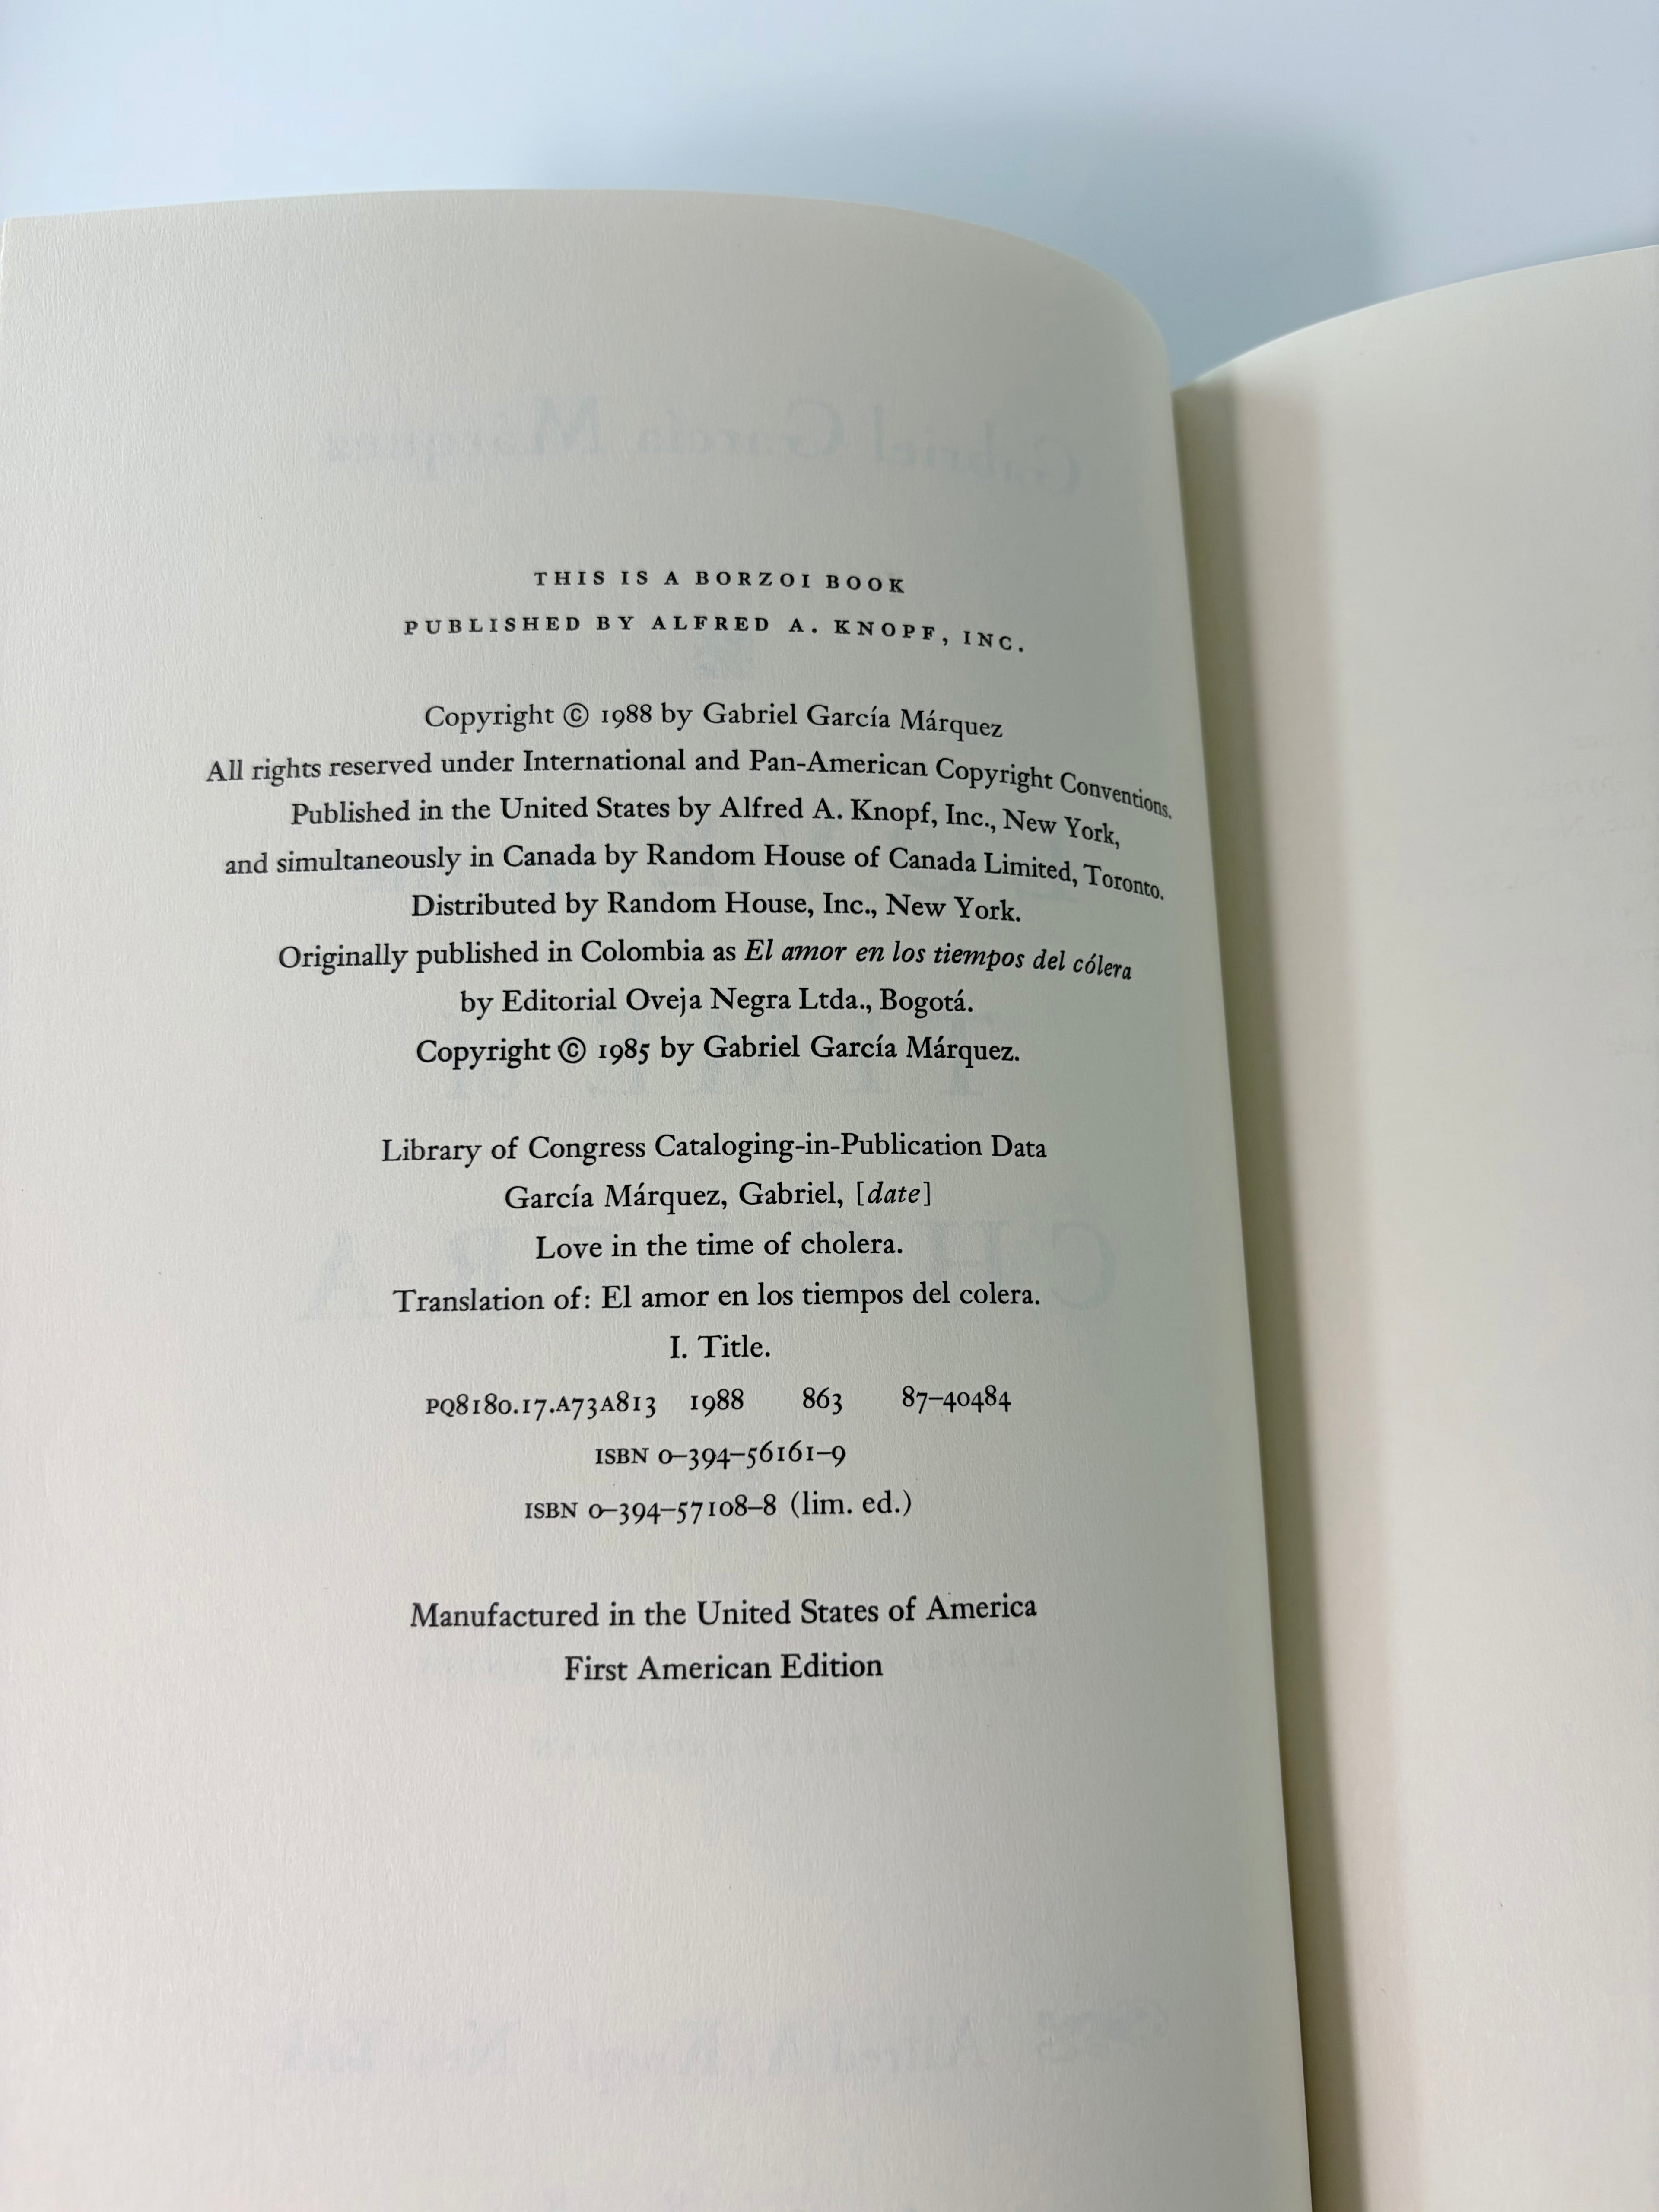 THIS IS A BORZOI BOOK
PUBLISHED BY ALFRED A. KNOPF, INC.
Copyright © 1988 by Gabriel García Márquez
All rights reserved under International and Pan-American Copyright Conventions.
Published in the United States by Alfred A. Knopf, Inc., New York,
and simultaneously in Canada by Random House of Canada Limited, Toronto.
Distributed by Random House, Inc., New York.
Originally published in Colombia as El amor en los tiempos del cólera
by Editorial Oveja Negra Ltda., Bogotá.
Copyright © 1985 by Gabriel García Márquez.
Library of Congress Cataloging-in-Publication Data
García Márquez, Gabriel, [date]
Love in the time of cholera.
Translation of: El amor en los tiempos del colera.
I. Title.
PQ8180.17.A73A813 1988 863 87–40484
ISBN 0–394–56161–9
ISBN 0–394–57108–8 (lim. ed.)
Manufactured in the United States of America
First American Edition